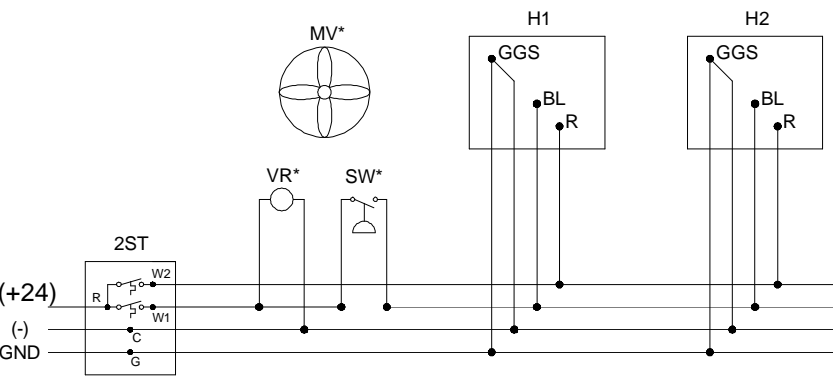 H1
H2
MV*
GGS
GGS
BL
BL
R
R
VR*
SW*
2ST
W2
(+24)
R
W1
(-)
C
GND
G